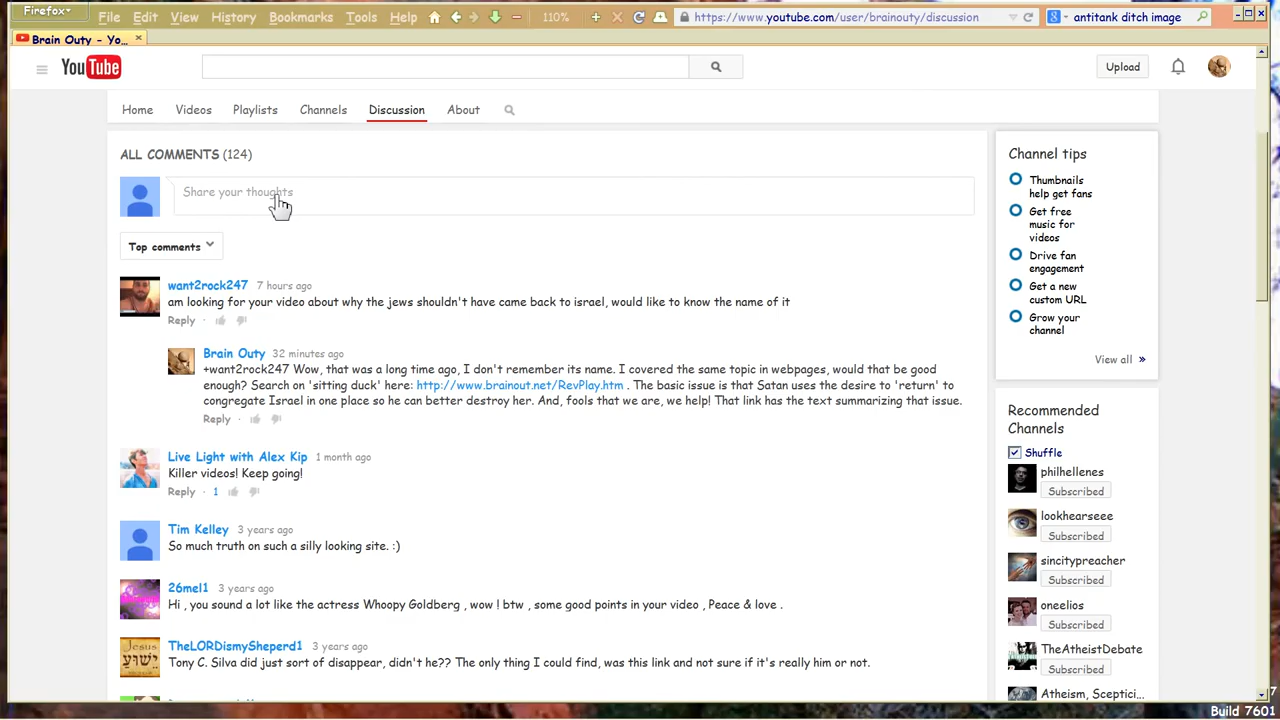 Firefox
File Edit View History Bookmarks Tools Help 110% https://www.youtube.com/user/brainouty/discussion antitank ditch image
Brain Outy - Yo...
YouTube Upload
Home Videos Playlists Channels Discussion About
ALL COMMENTS (124)
Share your thoughts
Top comments
want2rock247 7 hours ago
am looking for your video about why the jews shouldn't have came back to israel, would like to know the name of it
Reply ·
Brain Outy 32 minutes ago
+want2rock247 Wow, that was a long time ago, I don't remember its name. I covered the same topic in webpages, would that be good
enough? Search on 'sitting duck' here: http://www.brainout.net/RevPlay.htm . The basic issue is that Satan uses the desire to 'return' to
congregate Israel in one place so he can better destroy her. And, fools that we are, we help! That link has the text summarizing that issue.
Reply ·
Live Light with Alex Kip 1 month ago
Killer videos! Keep going!
Reply · 1
Tim Kelley 3 years ago
So much truth on such a silly looking site. :)
26mel1 3 years ago
Hi , you sound a lot like the actress Whoopy Goldberg , wow ! btw , some good points in your video , Peace & love .
TheLORDismySheperd1 3 years ago
Tony C. Silva did just sort of disappear, didn't he?? The only thing I could find, was this link and not sure if it's really him or not.
Channel tips
Thumbnails
help get fans
Get free
music for
videos
Drive fan
engagement
Get a new
custom URL
Grow your
channel
View all »
Recommended
Channels
Shuffle
philhellenes
Subscribed
lookhearseee
Subscribed
sincitypreacher
Subscribed
oneelios
Subscribed
TheAtheistDebate
Subscribed
Atheism, Sceptici...
7
Build 7601